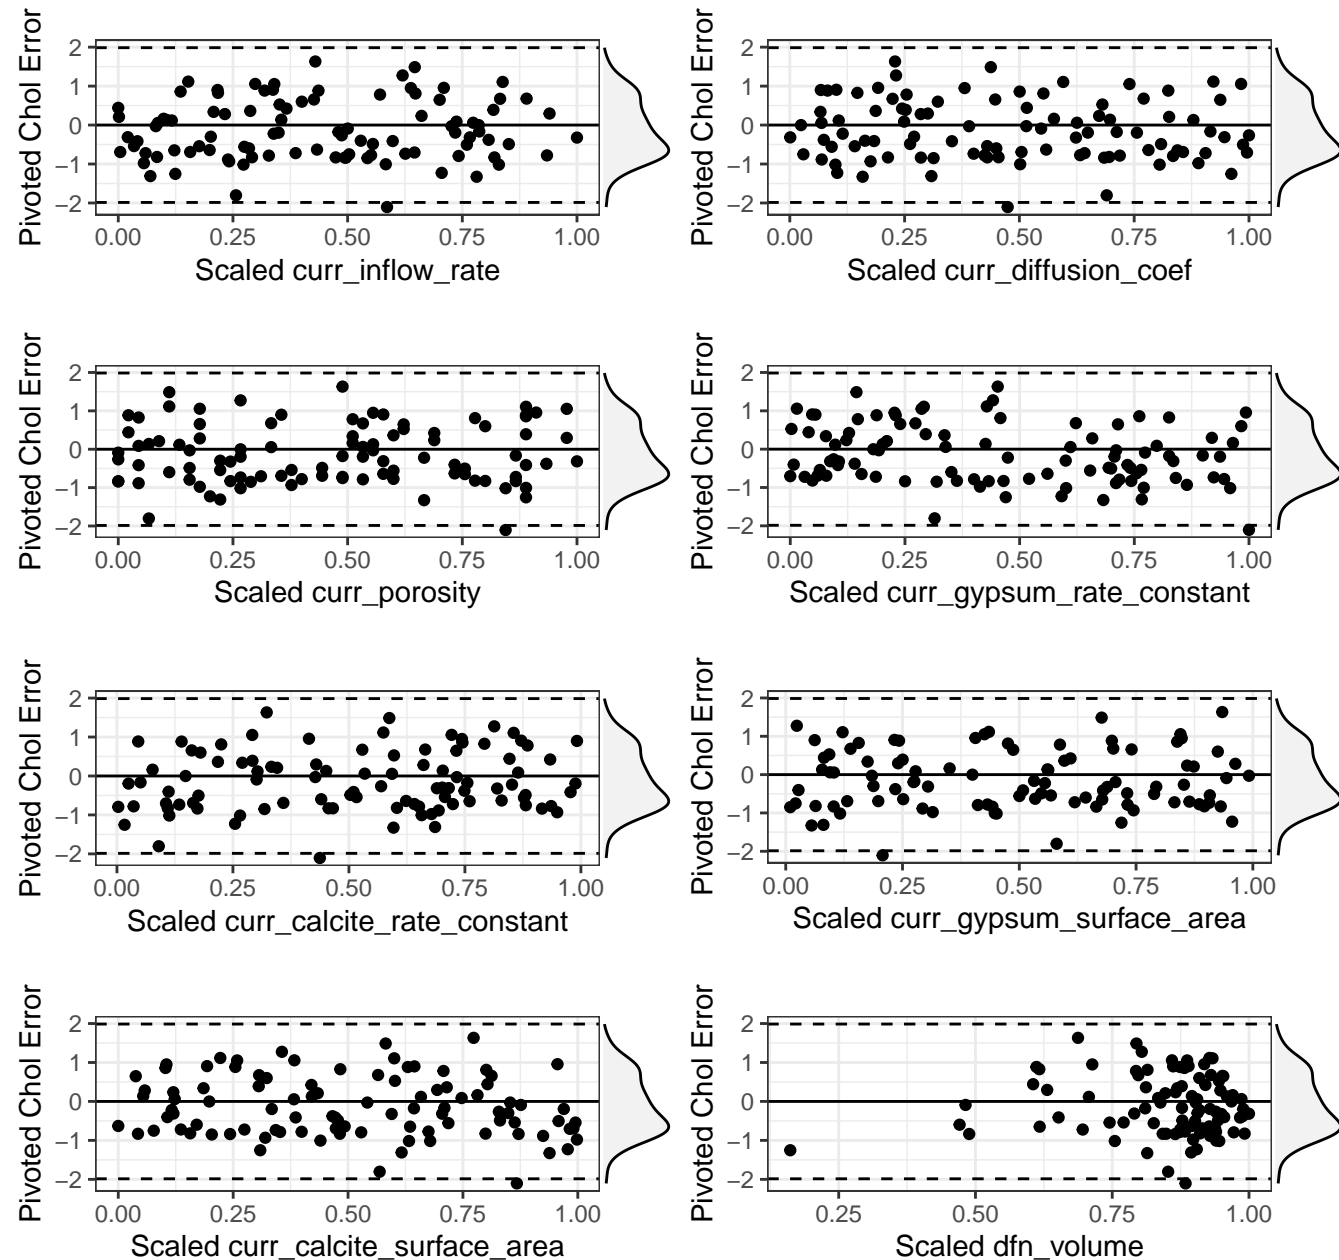 Pivoted Chol Error
2
1
0
−1
−2
0.00 0.25 0.50 0.75 1.00
Scaled curr_inflow_rate
Pivoted Chol Error
2
1
0
−1
−2
0.00 0.25 0.50 0.75 1.00
Scaled curr_diffusion_coef
Pivoted Chol Error
2
1
0
−1
−2
0.00 0.25 0.50 0.75 1.00
Scaled curr_porosity
Pivoted Chol Error
2
1
0
−1
−2
0.00 0.25 0.50 0.75 1.00
Scaled curr_gypsum_rate_constant
Pivoted Chol Error
2
1
0
−1
−2
0.00 0.25 0.50 0.75 1.00
Scaled curr_calcite_rate_constant
Pivoted Chol Error
2
1
0
−1
−2
0.00 0.25 0.50 0.75 1.00
Scaled curr_gypsum_surface_area
Pivoted Chol Error
2
1
0
−1
−2
0.00 0.25 0.50 0.75 1.00
Scaled curr_calcite_surface_area
Pivoted Chol Error
2
1
0
−1
−2
0.25 0.50 0.75 1.00
Scaled dfn_volume